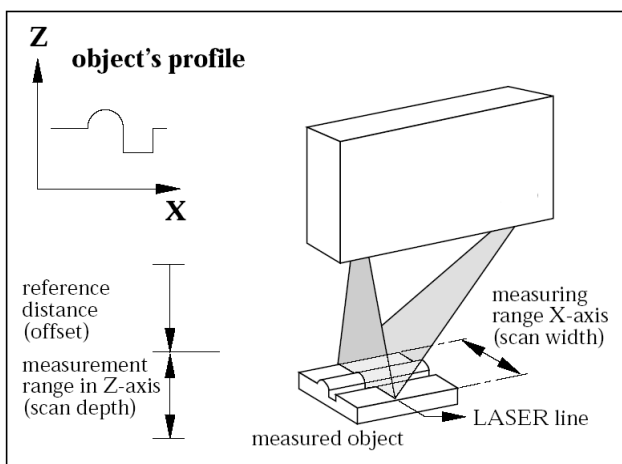 Z
object's profile
X
reference
distance
(offset)
measurement
range in Z-axis
(scan depth)
measuring
range X-axis
(scan width)
LASER line
measured object